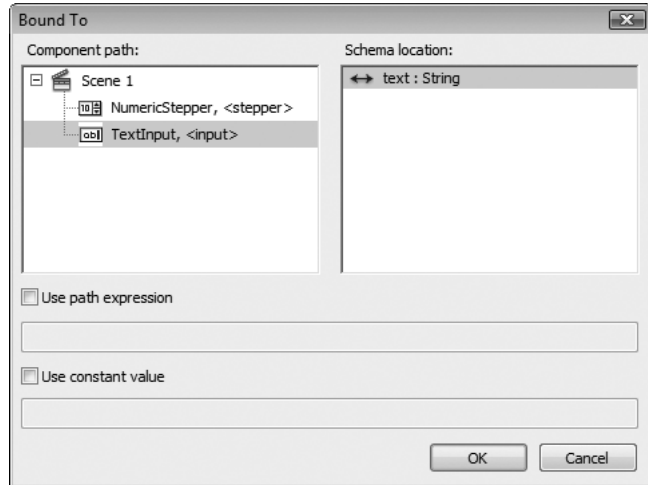 Bound To
Component path:
Schema location:
Scene 1
text : String
NumericStepper, <stepper>
TextInput, <input>
Use path expression
Use constant value
OK
Cancel